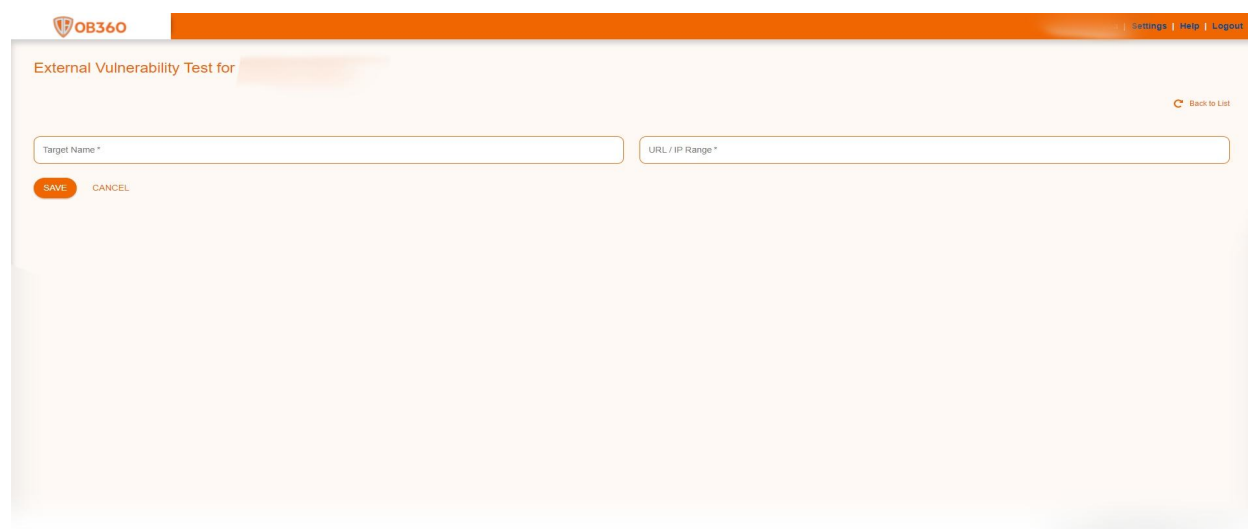 OB360
| Settings | Help | Logout
External Vulnerability Test for
Back to List
Target Name *
URL / IP Range *
SAVE
CANCEL